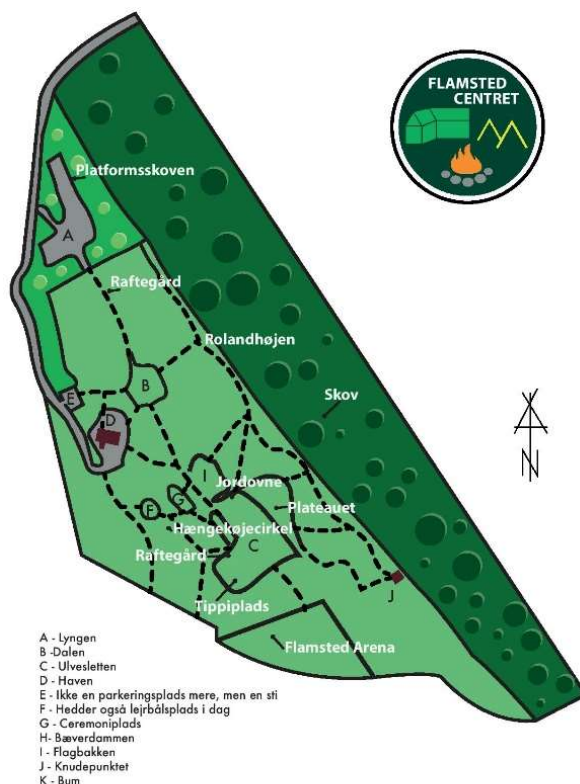 FLAMSTED
CENTRET
Platformsskoven
A
Raftegård
Rolandhøjen
B
E
D
Skov
I
Jordovne
G
Plateauet
F
Hængekøjecirkel
Raftegård
C
J
Tippiplads
Flamsted Arena
N
A - Lyngen
B -Dalen
C - Ulvesletten
D - Haven
E - Ikke en parkeringsplads mere, men en sti
F - Hedder også lejrbålsplads i dag
G - Ceremoniplads
H- Bæverdammen
I - Flagbakken
J - Knudepunktet
K - Bum